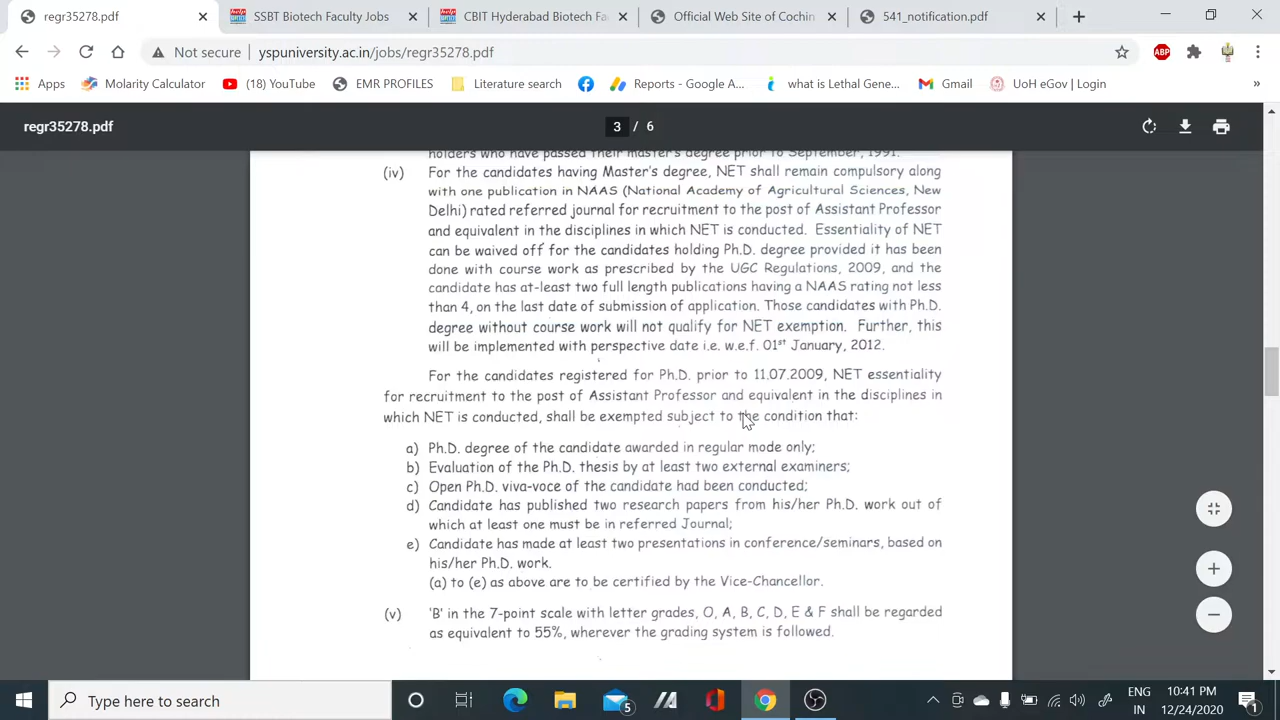 regr35278.pdf
SSBT Biotech Faculty Jobs
CBIT Hyderabad Biotech Fa
Official Web Site of Cochin
541_notification.pdf
Not secure
yspuniversity.ac.in/jobs/regr35278.pdf
ABP
Apps
Molarity Calculator
(18) YouTube
EMR PROFILES
Literature search
Reports - Google A...
what is Lethal Gene...
Gmail
UoH eGov | Login
»
regr35278.pdf
3 / 6
holders who have passed their master's degree prior to September, 1991.
(iv) For the candidates having Master's degree, NET shall remain compulsory along
with one publication in NAAS (National Academy of Agricultural Sciences, New
Delhi) rated referred journal for recruitment to the post of Assistant Professor
and equivalent in the disciplines in which NET is conducted. Essentiality of NET
can be waived off for the candidates holding Ph.D. degree provided it has been
done with course work as prescribed by the UGC Regulations, 2009, and the
candidate has at-least two full length publications having a NAAS rating not less
than 4, on the last date of submission of application. Those candidates with Ph.D.
degree without course work will not qualify for NET exemption. Further, this
will be implemented with perspective date i.e. w.e.f. 01st January, 2012.
For the candidates registered for Ph.D. prior to 11.07.2009, NET essentiality
for recruitment to the post of Assistant Professor and equivalent in the disciplines in
which NET is conducted, shall be exempted subject to the condition that:
a) Ph.D. degree of the candidate awarded in regular mode only;
b) Evaluation of the Ph.D. thesis by at least two external examiners;
c) Open Ph.D. viva-voce of the candidate had been conducted;
d) Candidate has published two research papers from his/her Ph.D. work out of
which at least one must be in referred Journal;
e) Candidate has made at least two presentations in conference/seminars, based on
his/her Ph.D. work.
(a) to (e) as above are to be certified by the Vice-Chancellor.
(v) 'B' in the 7-point scale with letter grades, O, A, B, C, D, E & F shall be regarded
as equivalent to 55%, wherever the grading system is followed.
Type here to search
5
ENG
IN
10:41 PM
12/24/2020
1